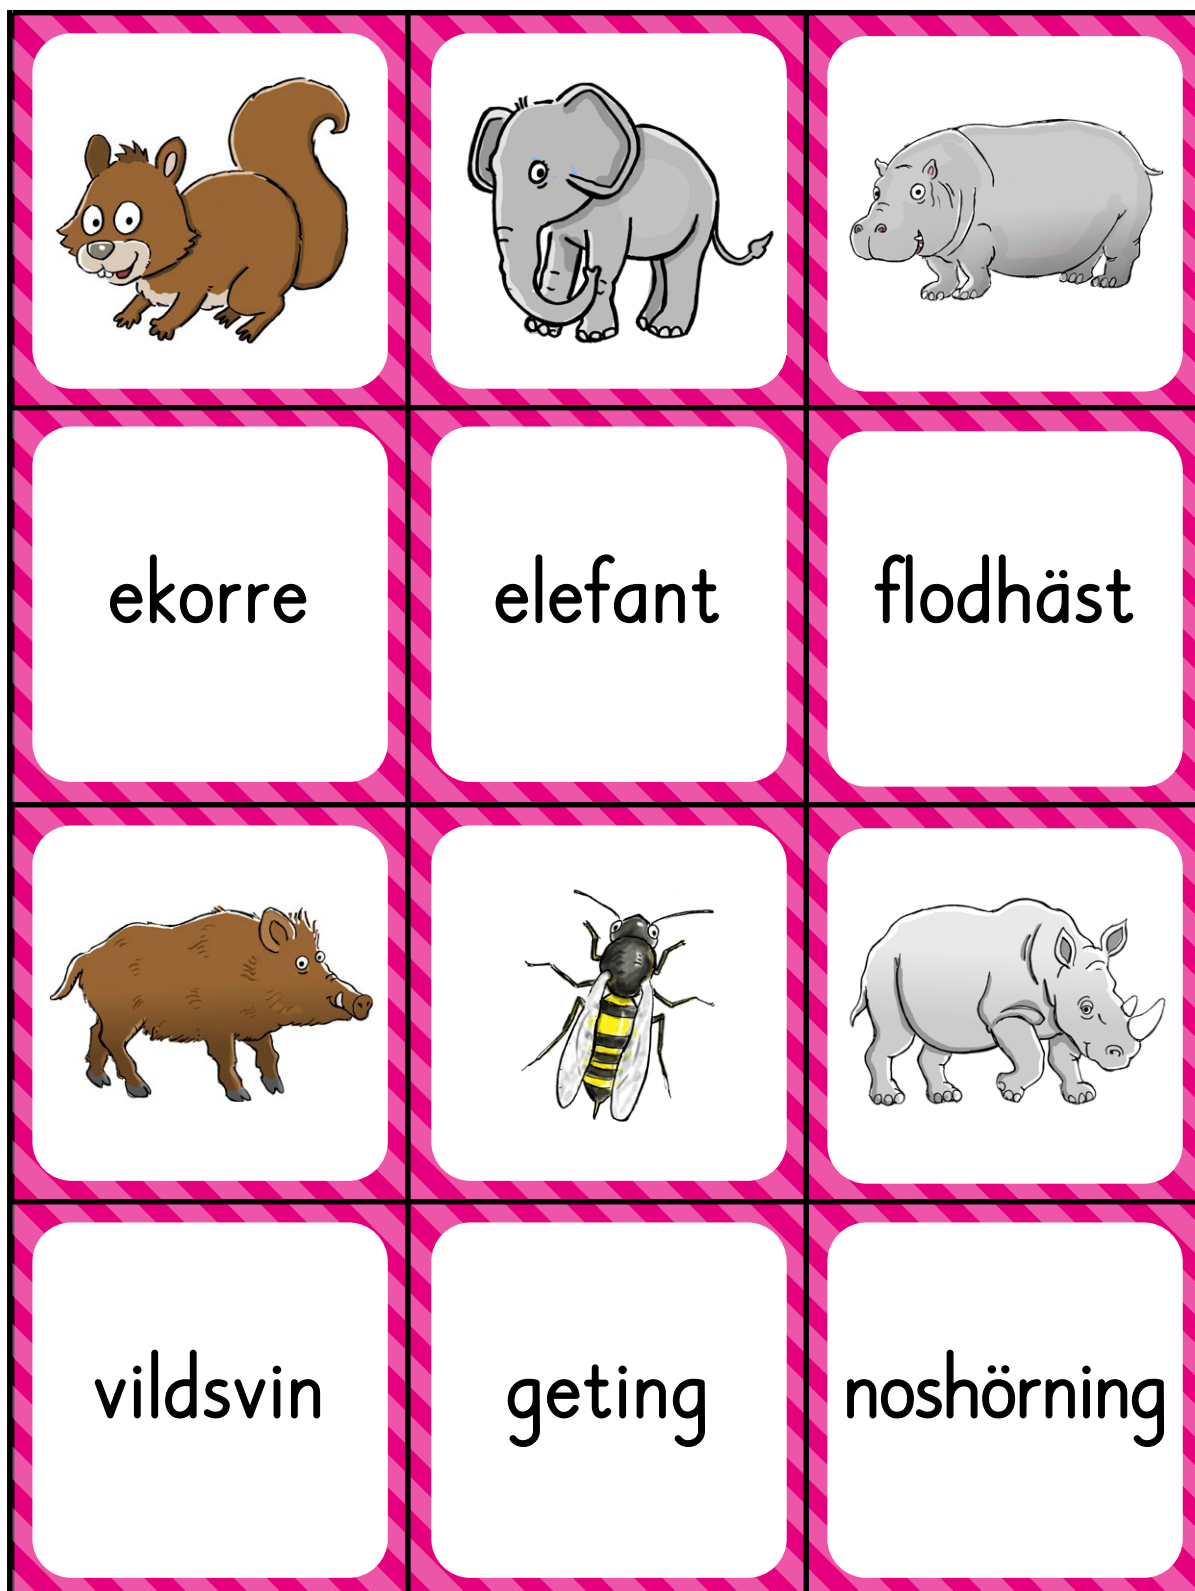 ekorre
elefant
flodhäst
vildsvin
geting
noshörning